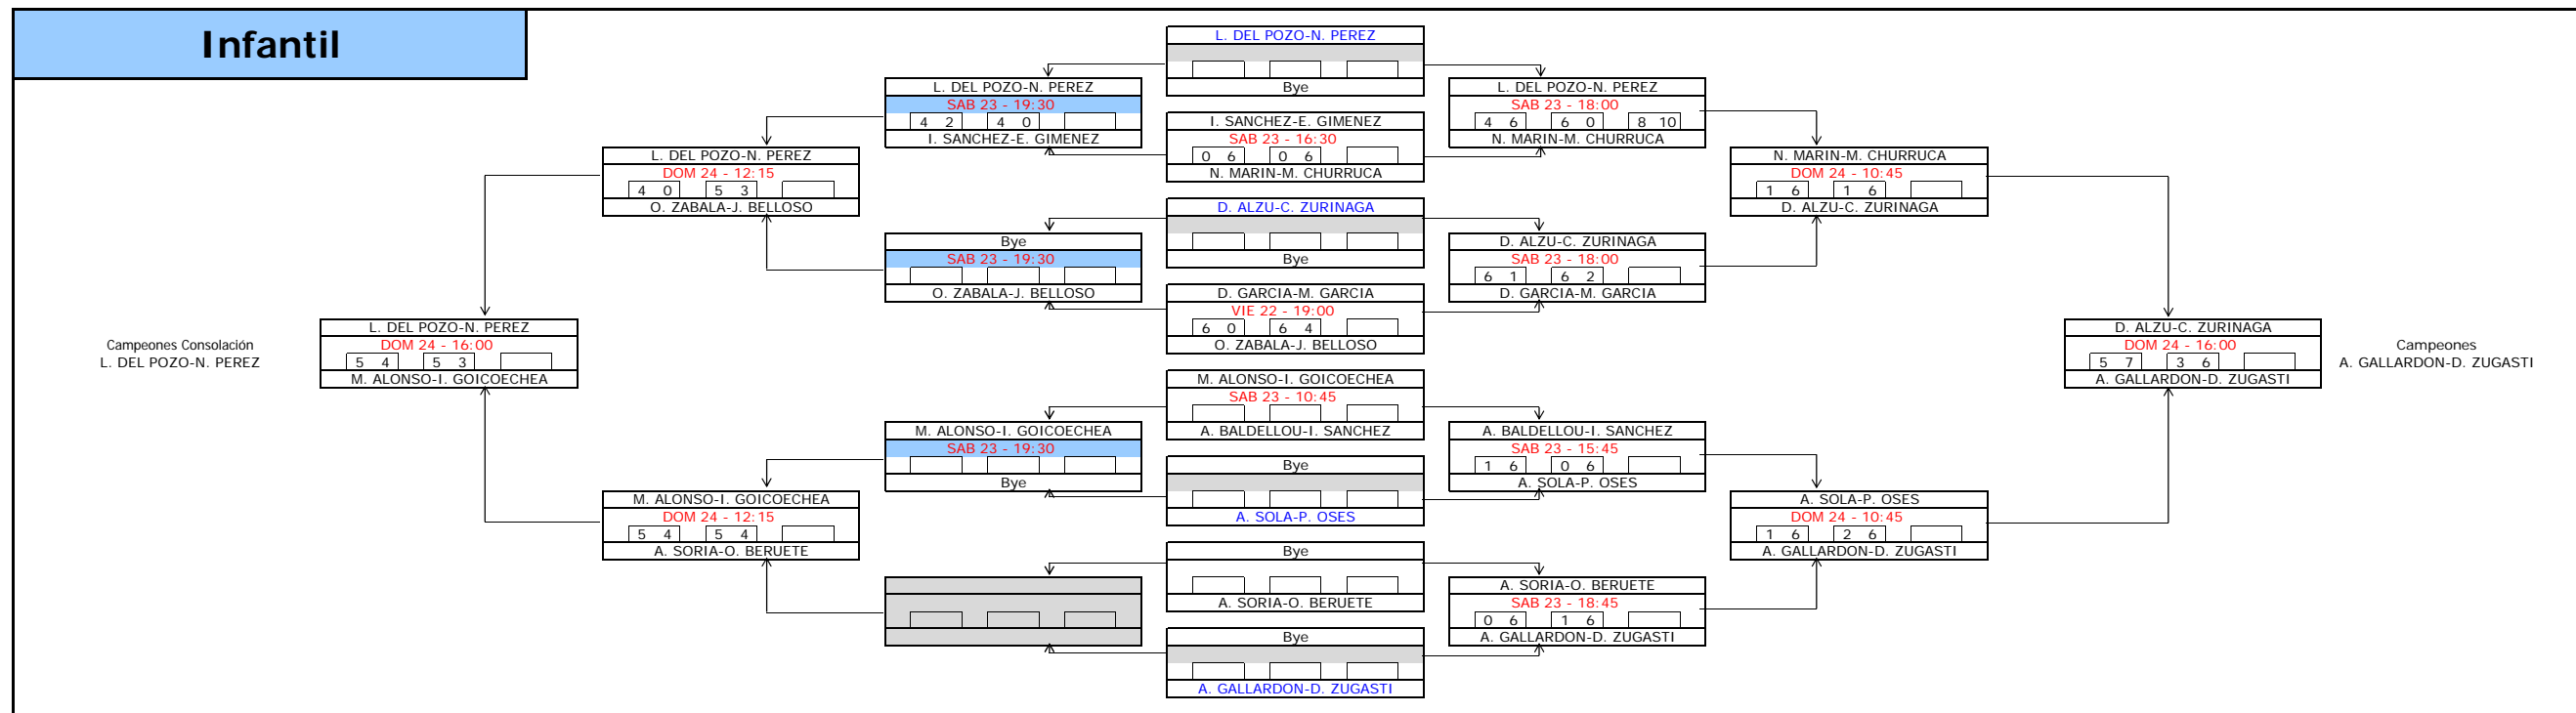 Infantil
L. DEL POZO-N. PEREZ
Bye
I. SANCHEZ-E. GIMENEZ
SAB 23 - 16:30
0 6 0 6
N. MARIN-M. CHURRUCA
D. ALZU-C. ZURINAGA
Bye
D. GARCIA-M. GARCIA
VIE 22 - 19:00
6 0 6 4
O. ZABALA-J. BELLOSO
M. ALONSO-I. GOICOECHEA
SAB 23 - 10:45
A. BALDELLOU-I. SANCHEZ
Bye
A. SOLA-P. OSES
Bye
A. SORIA-O. BERUETE
Bye
A. GALLARDON-D. ZUGASTI
L. DEL POZO-N. PEREZ
SAB 23 - 19:30
4 2 4 0
I. SANCHEZ-E. GIMENEZ
Bye
SAB 23 - 19:30
O. ZABALA-J. BELLOSO
M. ALONSO-I. GOICOECHEA
SAB 23 - 19:30
Bye
L. DEL POZO-N. PEREZ
DOM 24 - 12:15
4 0 5 3
O. ZABALA-J. BELLOSO
M. ALONSO-I. GOICOECHEA
DOM 24 - 12:15
5 4 5 4
A. SORIA-O. BERUETE
L. DEL POZO-N. PEREZ
DOM 24 - 16:00
5 4 5 3
M. ALONSO-I. GOICOECHEA
Campeones Consolación
L. DEL POZO-N. PEREZ
L. DEL POZO-N. PEREZ
SAB 23 - 18:00
4 6 6 0 8 10
N. MARIN-M. CHURRUCA
D. ALZU-C. ZURINAGA
SAB 23 - 18:00
6 1 6 2
D. GARCIA-M. GARCIA
A. BALDELLOU-I. SANCHEZ
SAB 23 - 15:45
1 6 0 6
A. SOLA-P. OSES
A. SORIA-O. BERUETE
SAB 23 - 18:45
0 6 1 6
A. GALLARDON-D. ZUGASTI
N. MARIN-M. CHURRUCA
DOM 24 - 10:45
1 6 1 6
D. ALZU-C. ZURINAGA
A. SOLA-P. OSES
DOM 24 - 10:45
1 6 2 6
A. GALLARDON-D. ZUGASTI
D. ALZU-C. ZURINAGA
DOM 24 - 16:00
5 7 3 6
A. GALLARDON-D. ZUGASTI
Campeones
A. GALLARDON-D. ZUGASTI